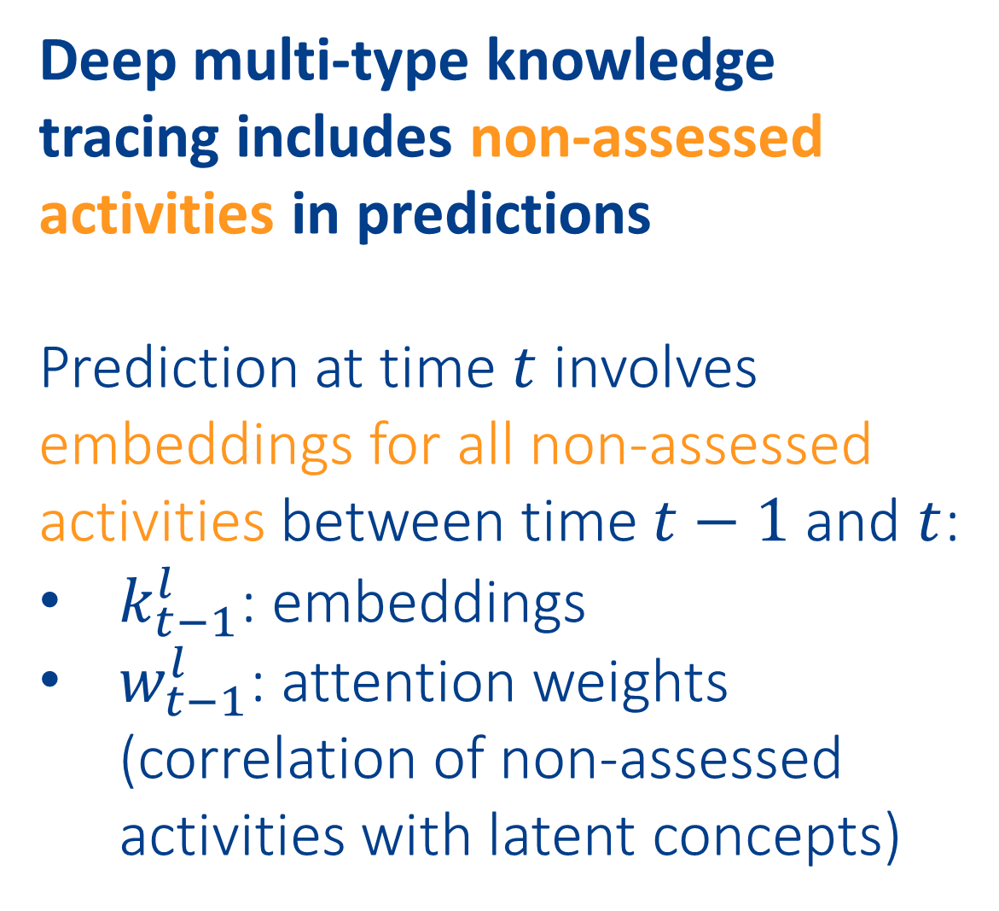 Deep multi-type knowledge
tracing includes non-assessed
activities in predictions
Prediction at time t involves
embeddings for all non-assessed
activities between time t − 1 and t:
• k^l_{t−1}: embeddings
• w^l_{t−1}: attention weights
(correlation of non-assessed
activities with latent concepts)